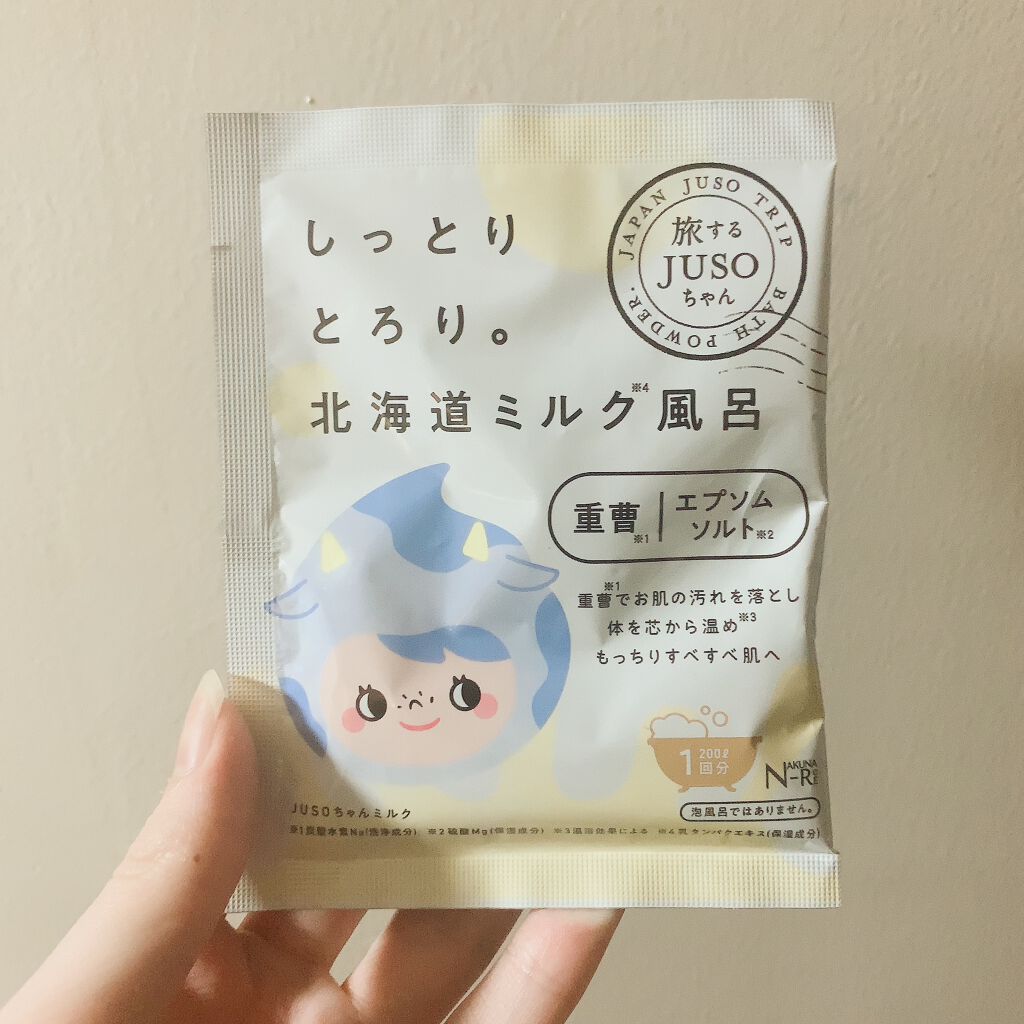 しっとり
とろり。
北海道ミルク※4風呂
JAPAN JUSO TRIP
旅する
JUSO
ちゃん
BATH POWDER.
重曹※1
エプソム
ソルト※2
重曹※1でお肌の汚れを落とし
体を芯から温め※3
もっちりすべすべ肌へ
1回分
200ℓ
泡風呂ではありません。
JUSOちゃんミルク
※1炭酸水素Na(洗浄成分) ※2硫酸Mg(保湿成分) ※3温浴効果による ※4乳タンパクエキス(保湿成分)